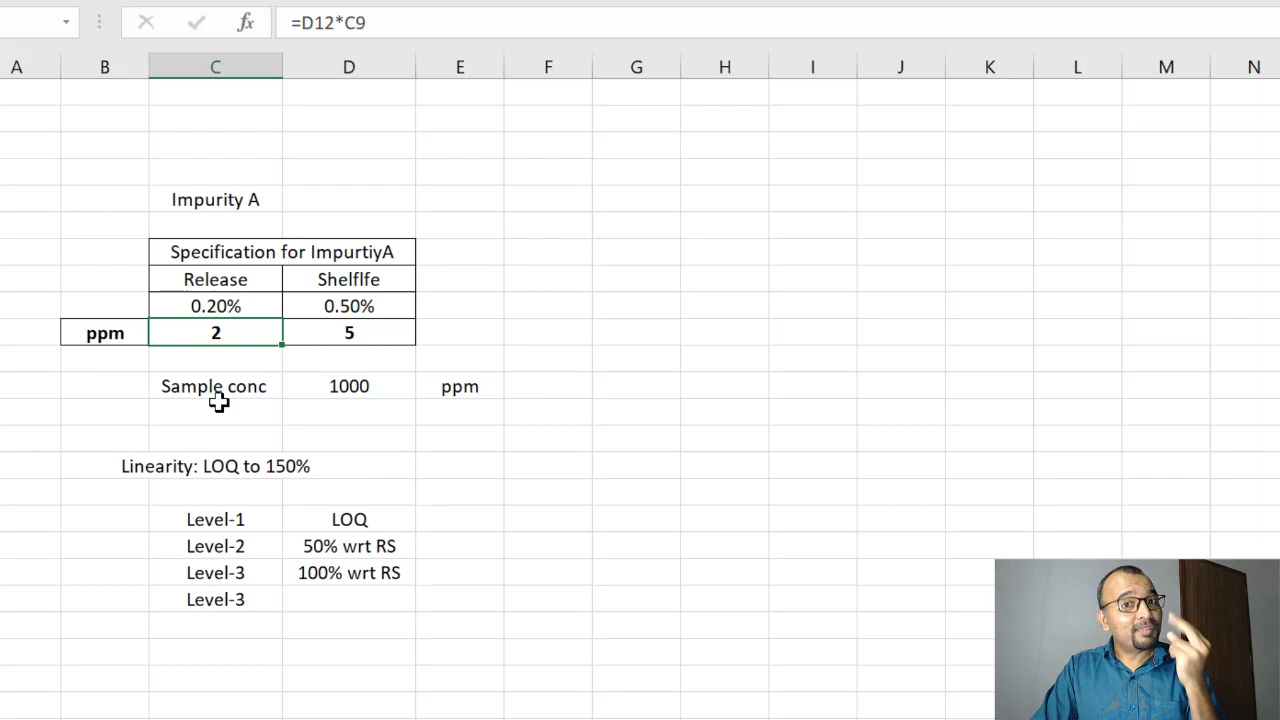 fx =D12*C9
A B C D E F G H I J K L M N
Impurity A
Specification for ImpurtiyA
Release Shelflfe
0.20% 0.50%
ppm 2 5
Sample conc 1000 ppm
Linearity: LOQ to 150%
Level-1 LOQ
Level-2 50% wrt RS
Level-3 100% wrt RS
Level-3